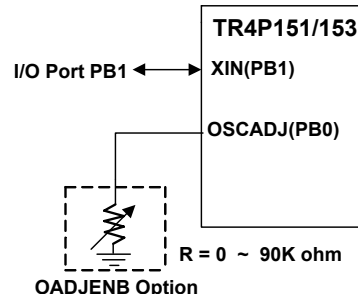 TR4P151/153
I/O Port PB1
XIN(PB1)
OSCADJ(PB0)
R = 0 ~ 90K ohm
OADJENB Option